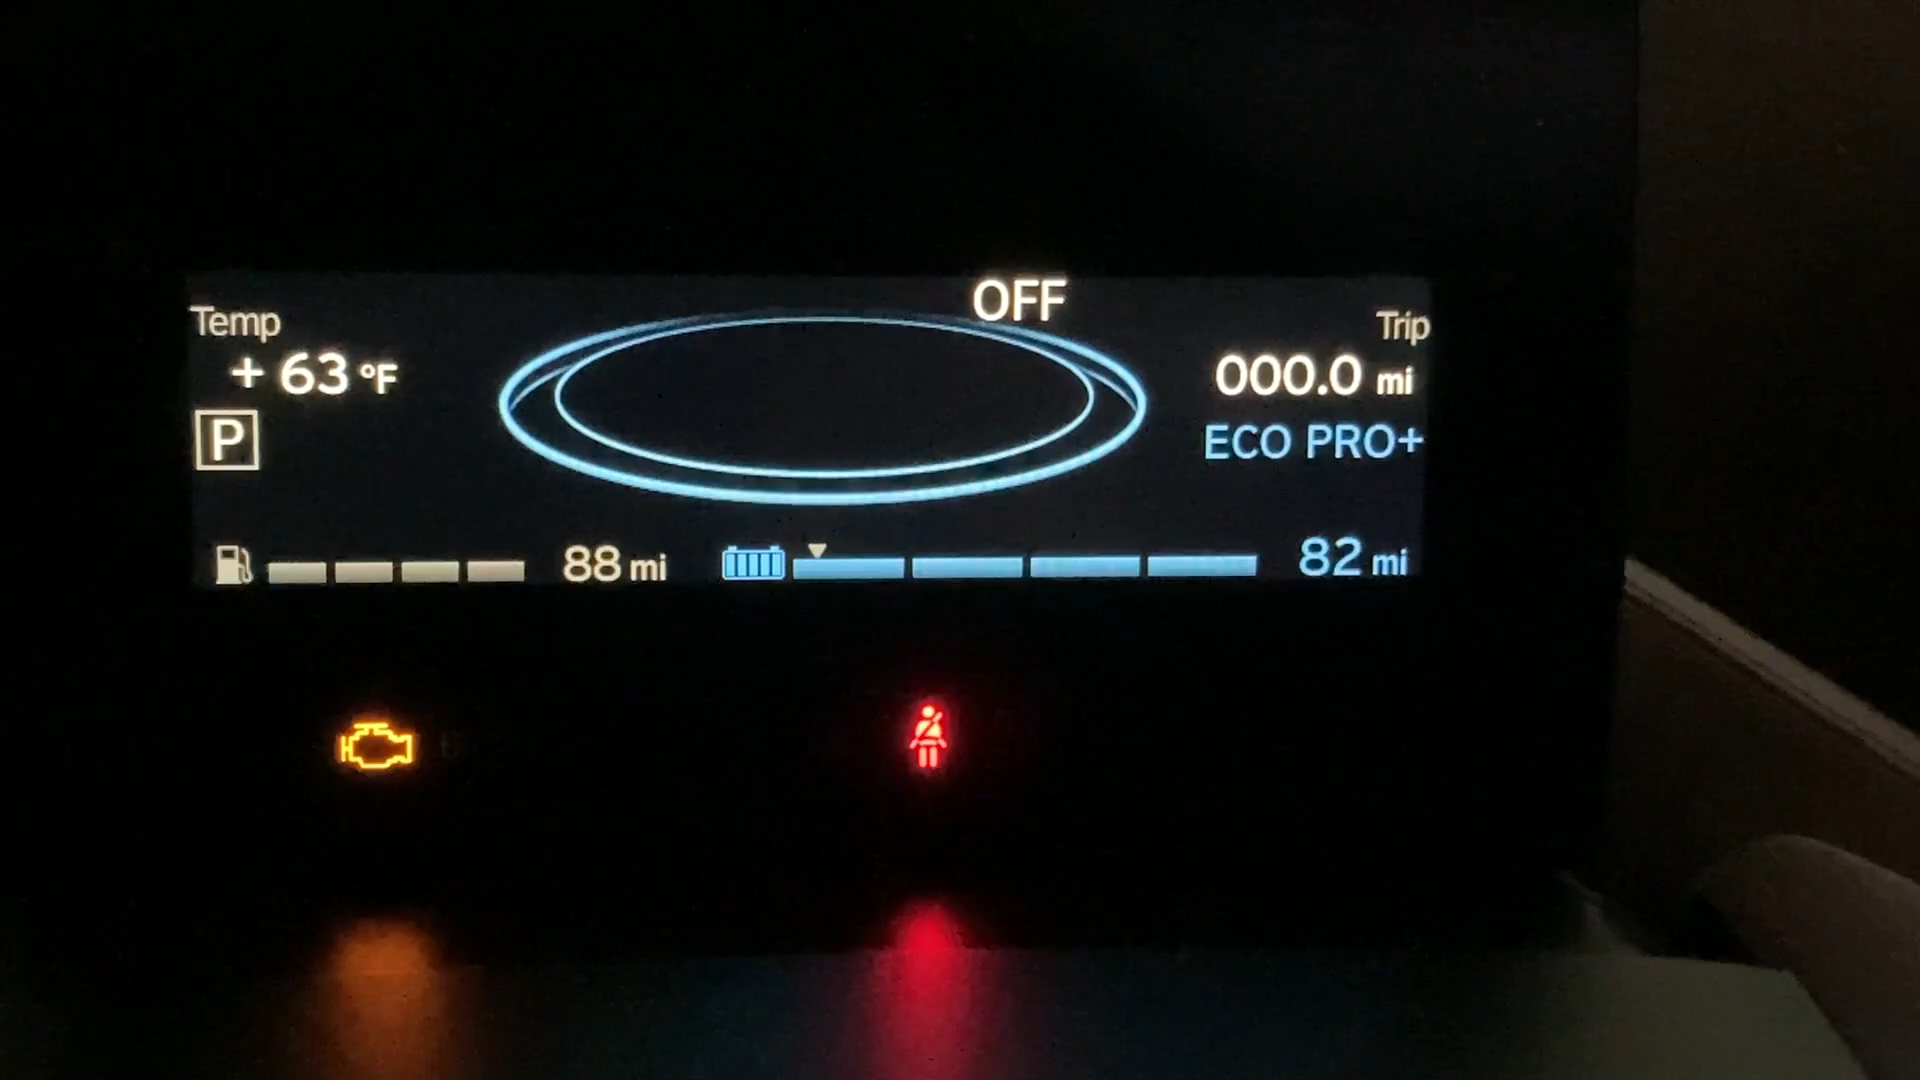 OFF
Temp
+ 63 °F
P
Trip
000.0 mi
ECO PRO+
88 mi
82 mi